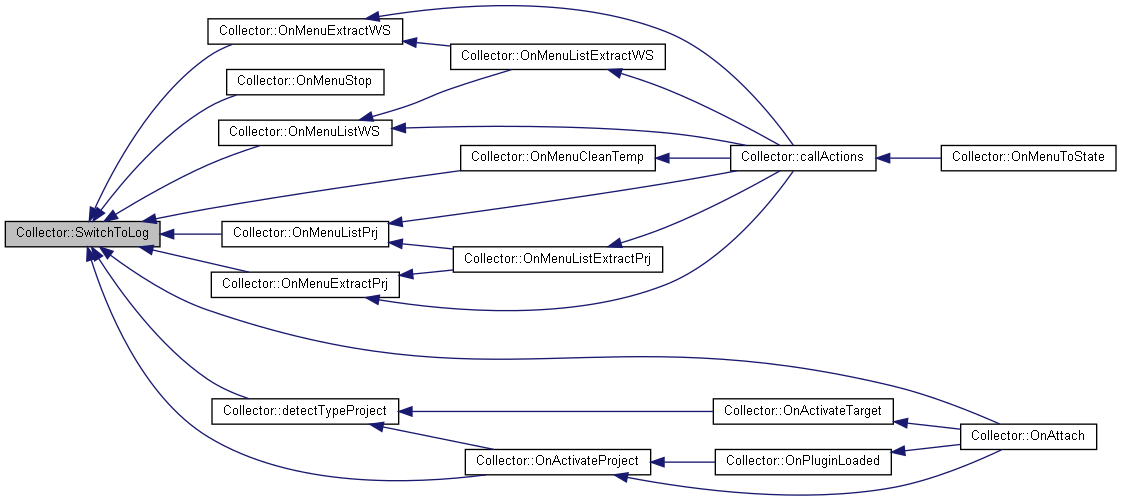 Collector::OnMenuExtractWS
Collector::OnMenuListExtractWS
Collector::OnMenuStop
Collector::OnMenuListWS
Collector::OnMenuCleanTemp
Collector::callActions
Collector::OnMenuToState
Collector::SwitchToLog
Collector::OnMenuListPrj
Collector::OnMenuListExtractPrj
Collector::OnMenuExtractPrj
Collector::detectTypeProject
Collector::OnActivateTarget
Collector::OnAttach
Collector::OnActivateProject
Collector::OnPluginLoaded